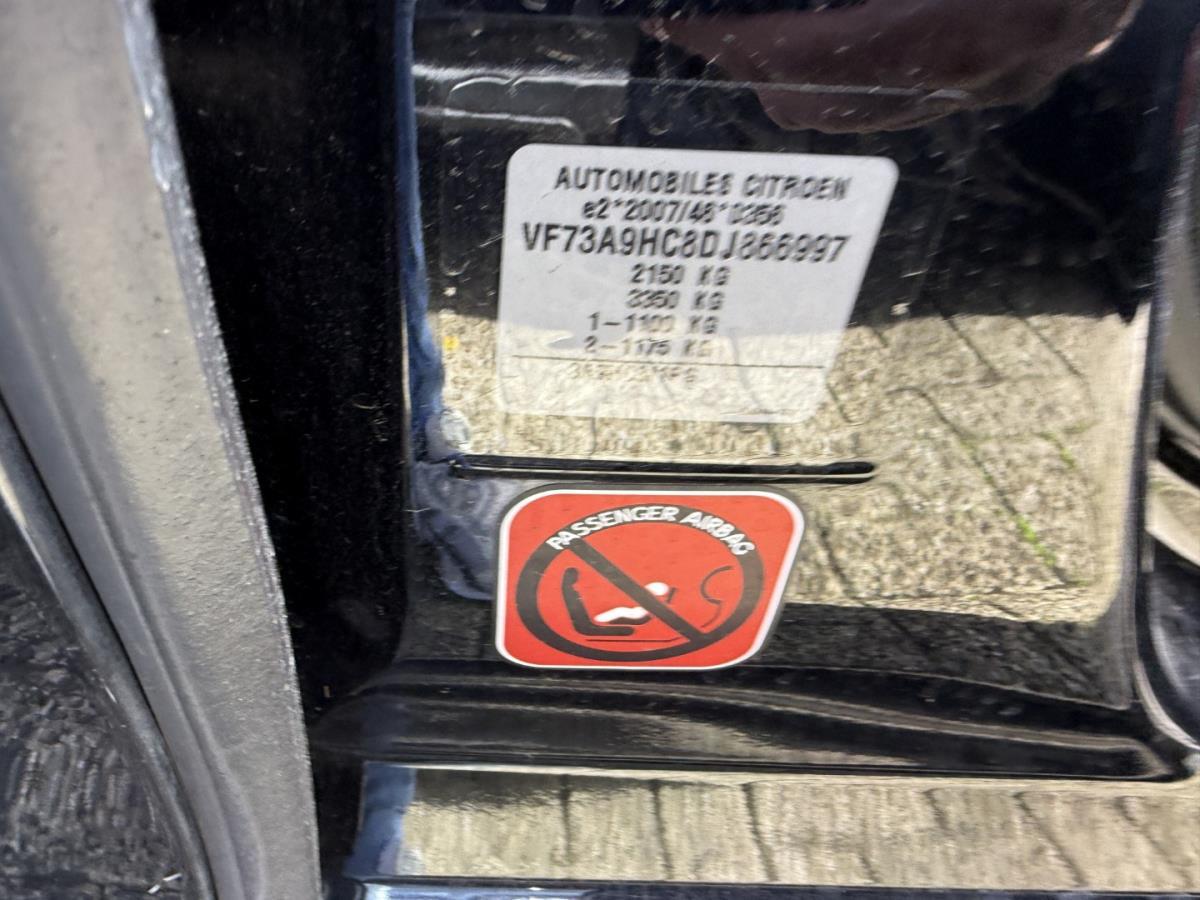 AUTOMOBILES CITROEN
e2*2007/46*0356
VF73A9HC8DJ866997
2150 KG
3350 KG
1-1100 KG
2-1175 KG
PASSENGER AIRBAG